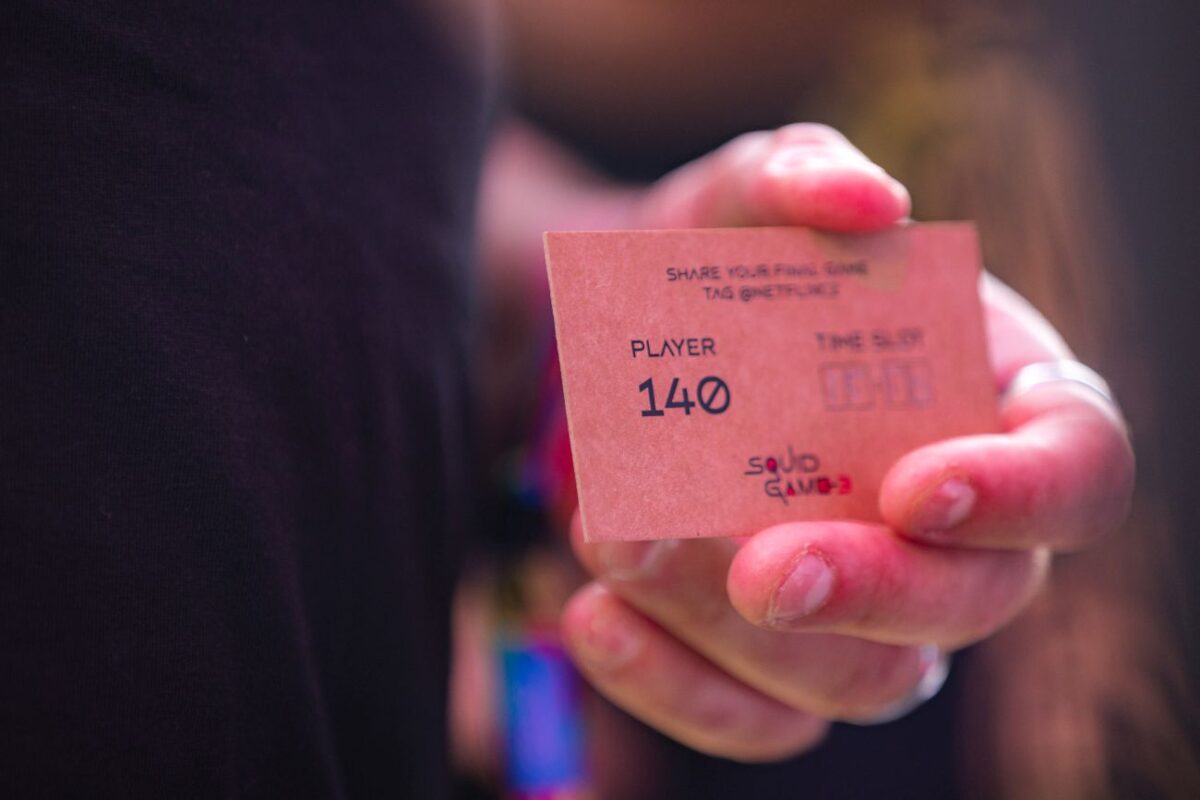 SHARE YOUR FINAL GAME
TAG @NETFLIX
PLAYER
TIME SLOT
140
SQUID
GAME-3